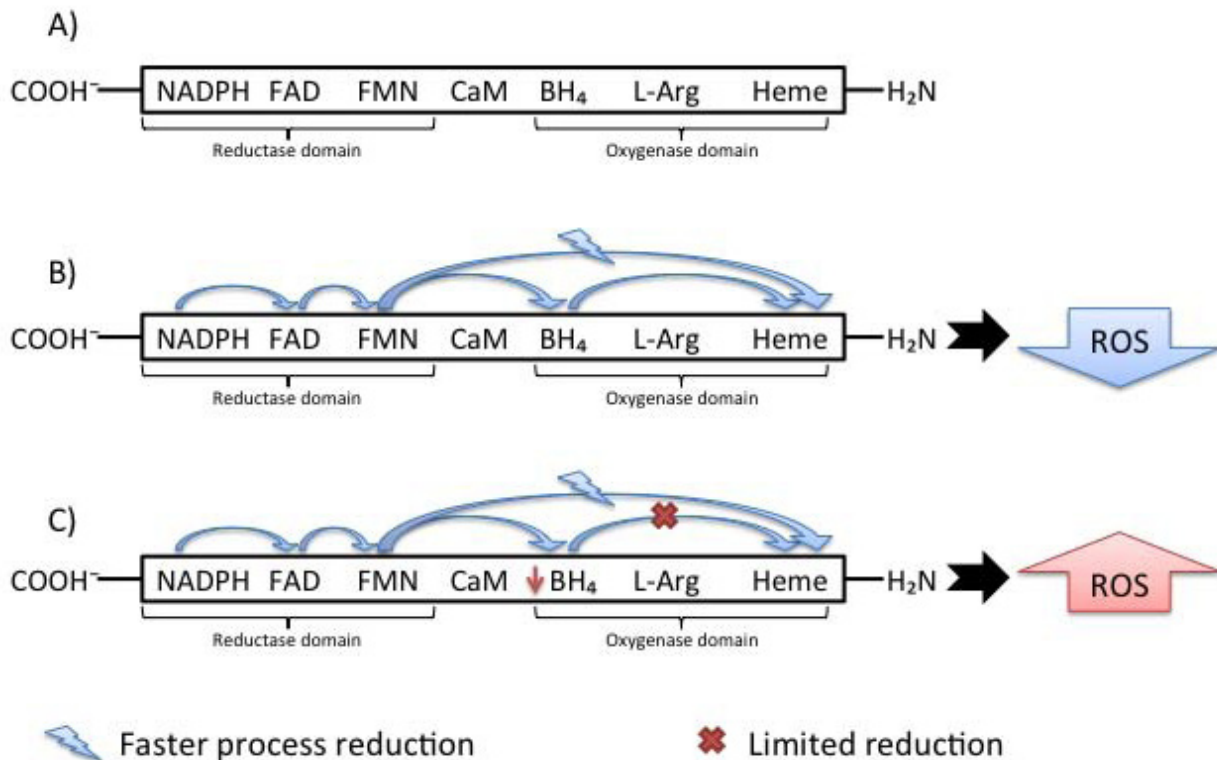 A)
COOH⁻ NADPH FAD FMN CaM BH₄ L-Arg Heme H₂N
Reductase domain Oxygenase domain
B)
COOH⁻ NADPH FAD FMN CaM BH₄ L-Arg Heme H₂N ROS
Reductase domain Oxygenase domain
C)
COOH⁻ NADPH FAD FMN CaM BH₄ L-Arg Heme H₂N ROS
Reductase domain Oxygenase domain
Faster process reduction Limited reduction